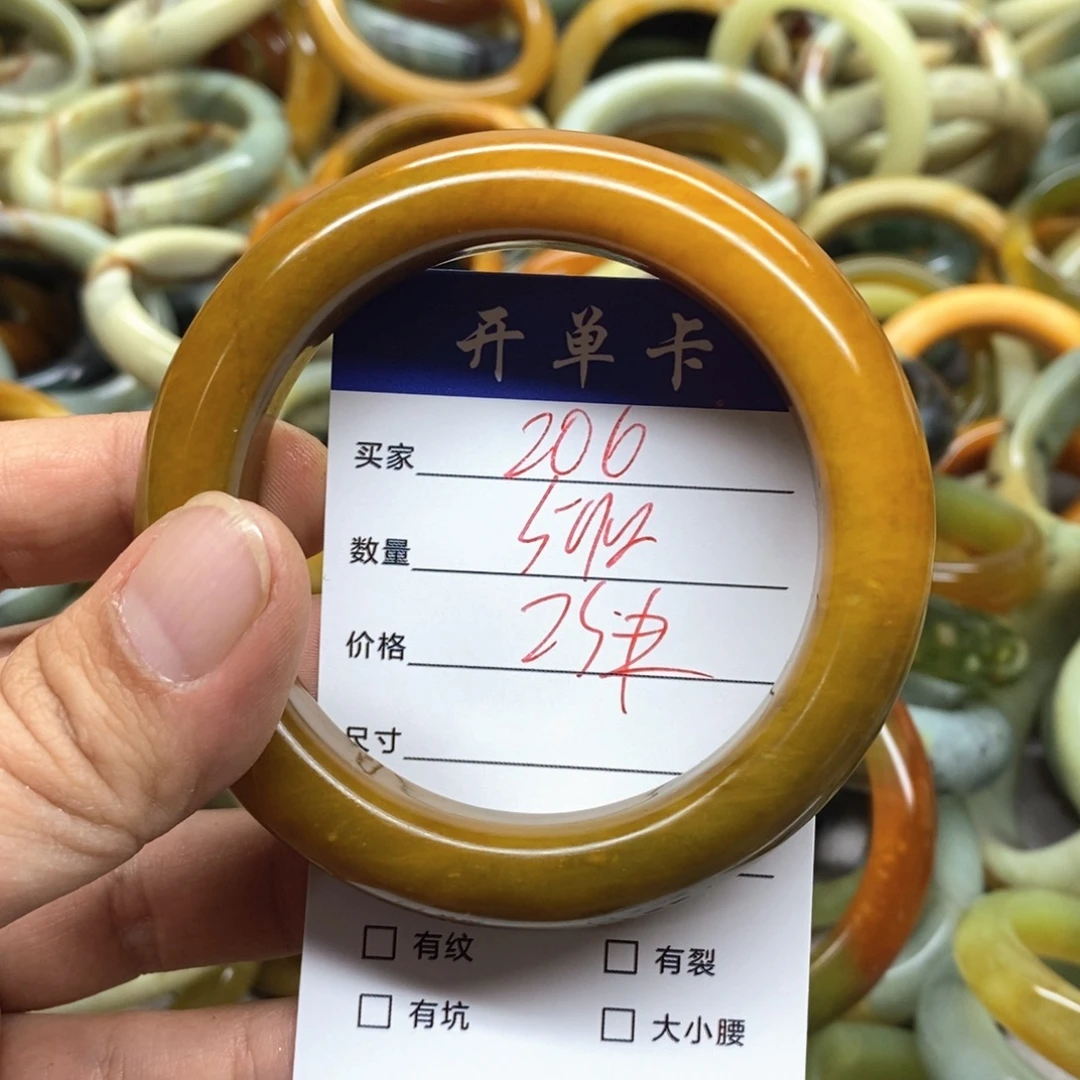 开单卡
买家 206
数量
价格 25
尺寸
有纹 有裂
有坑 大小腰